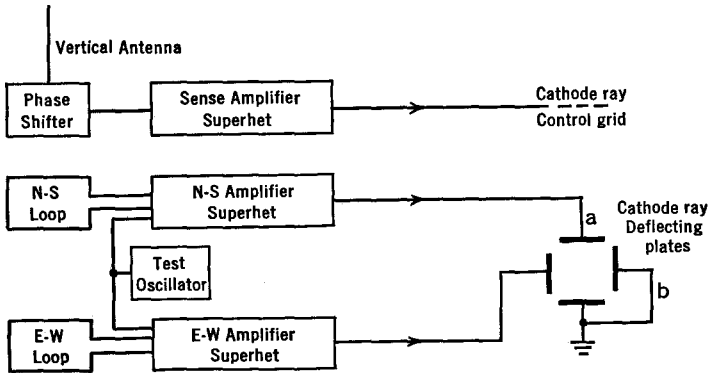 Vertical Antenna
Phase
Shifter
Sense Amplifier
Superhet
Cathode ray
Control grid
N-S
Loop
N-S Amplifier
Superhet
a
Cathode ray
Deflecting
plates
Test
Oscillator
b
E-W
Loop
E-W Amplifier
Superhet